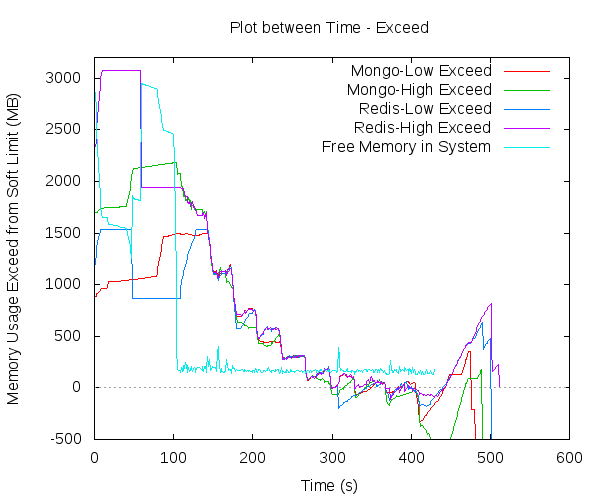 Plot between Time - Exceed
Memory Usage Exceed from Soft Limit (MB)
3000
2500
2000
1500
1000
500
0
-500
Mongo-Low Exceed
Mongo-High Exceed
Redis-Low Exceed
Redis-High Exceed
Free Memory in System
0 100 200 300 400 500 600
Time (s)